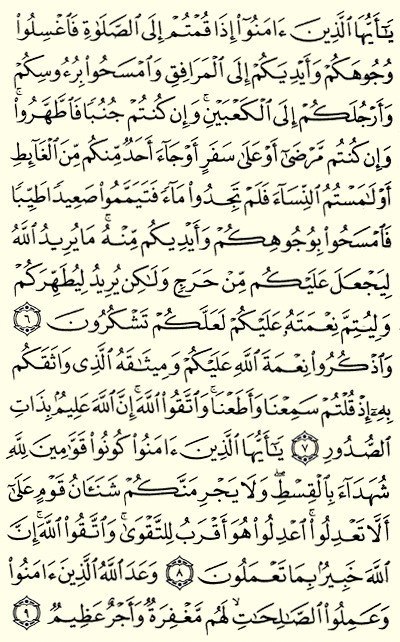 يَٰٓأَيُّهَا ٱلَّذِينَ ءَامَنُوٓا۟ إِذَا قُمْتُمْ إِلَى ٱلصَّلَوٰةِ فَٱغْسِلُوا۟
وُجُوهَكُمْ وَأَيْدِيَكُمْ إِلَى ٱلْمَرَافِقِ وَٱمْسَحُوا۟ بِرُءُوسِكُمْ
وَأَرْجُلَكُمْ إِلَى ٱلْكَعْبَيْنِ ۚ وَإِن كُنتُمْ جُنُبًا فَٱطَّهَّرُوا۟ ۚ
وَإِن كُنتُم مَّرْضَىٰٓ أَوْ عَلَىٰ سَفَرٍ أَوْ جَآءَ أَحَدٌ مِّنكُم مِّنَ ٱلْغَآئِطِ
أَوْ لَٰمَسْتُمُ ٱلنِّسَآءَ فَلَمْ تَجِدُوا۟ مَآءً فَتَيَمَّمُوا۟ صَعِيدًا طَيِّبًا
فَٱمْسَحُوا۟ بِوُجُوهِكُمْ وَأَيْدِيكُم مِّنْهُ ۚ مَا يُرِيدُ ٱللَّهُ
لِيَجْعَلَ عَلَيْكُم مِّنْ حَرَجٍ وَلَٰكِن يُرِيدُ لِيُطَهِّرَكُمْ
وَلِيُتِمَّ نِعْمَتَهُۥ عَلَيْكُمْ لَعَلَّكُمْ تَشْكُرُونَ ٦
وَٱذْكُرُوا۟ نِعْمَةَ ٱللَّهِ عَلَيْكُمْ وَمِيثَٰقَهُ ٱلَّذِى وَاثَقَكُم
بِهِۦٓ إِذْ قُلْتُمْ سَمِعْنَا وَأَطَعْنَا ۖ وَٱتَّقُوا۟ ٱللَّهَ ۚ إِنَّ ٱللَّهَ عَلِيمٌۢ بِذَاتِ
ٱلصُّدُورِ ٧ يَٰٓأَيُّهَا ٱلَّذِينَ ءَامَنُوا۟ كُونُوا۟ قَوَّٰمِينَ لِلَّهِ
شُهَدَآءَ بِٱلْقِسْطِ ۖ وَلَا يَجْرِمَنَّكُمْ شَنَـَٔانُ قَوْمٍ عَلَىٰٓ
أَلَّا تَعْدِلُوا۟ ۚ ٱعْدِلُوا۟ هُوَ أَقْرَبُ لِلتَّقْوَىٰ ۖ وَٱتَّقُوا۟ ٱللَّهَ ۚ إِنَّ
ٱللَّهَ خَبِيرٌۢ بِمَا تَعْمَلُونَ ٨ وَعَدَ ٱللَّهُ ٱلَّذِينَ ءَامَنُوا۟
وَعَمِلُوا۟ ٱلصَّٰلِحَٰتِ ۙ لَهُم مَّغْفِرَةٌ وَأَجْرٌ عَظِيمٌ ٩